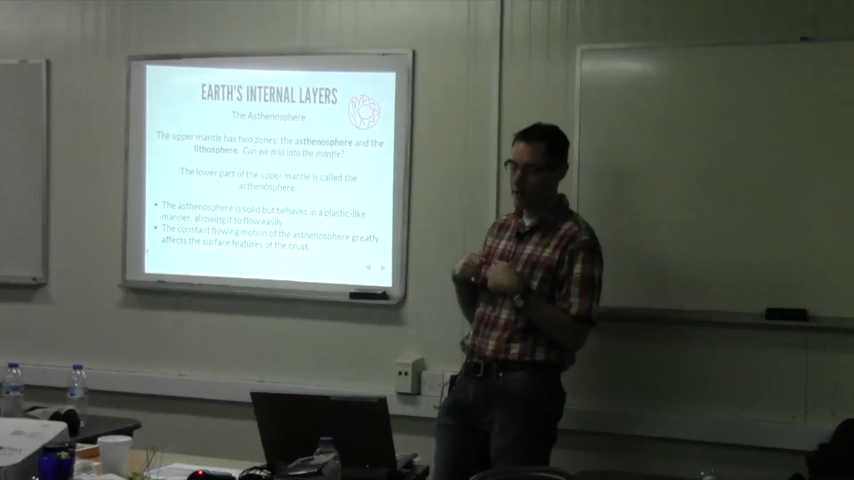 EARTH'S INTERNAL LAYERS
The Asthenosphere
The upper mantle has two zones: the asthenosphere and the
lithosphere. Can we drill into the mantle?
The lower part of the upper mantle is called the
asthenosphere.
• The asthenosphere is solid but behaves in a plastic-like
manner, allowing it to flow easily.
• The constant flowing motion of the asthenosphere greatly
affects the surface features of the crust.